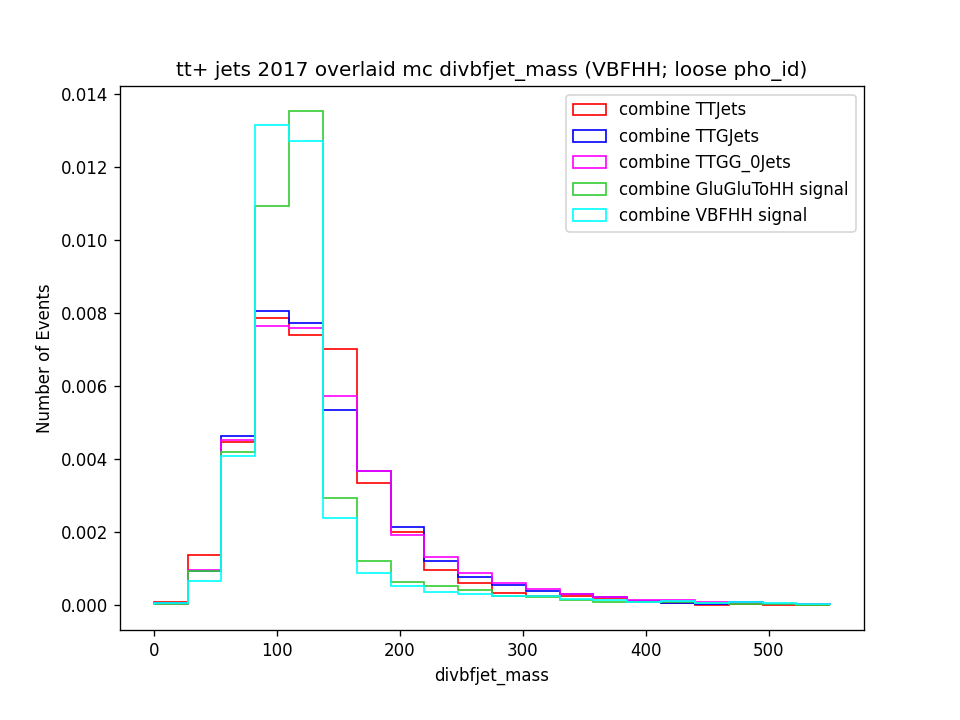 tt+ jets 2017 overlaid mc divbfjet_mass (VBFHH; loose pho_id)
combine TTJets
combine TTGJets
combine TTGG_0Jets
combine GluGluToHH signal
combine VBFHH signal
Number of Events
0.014
0.012
0.010
0.008
0.006
0.004
0.002
0.000
0 100 200 300 400 500
divbfjet_mass